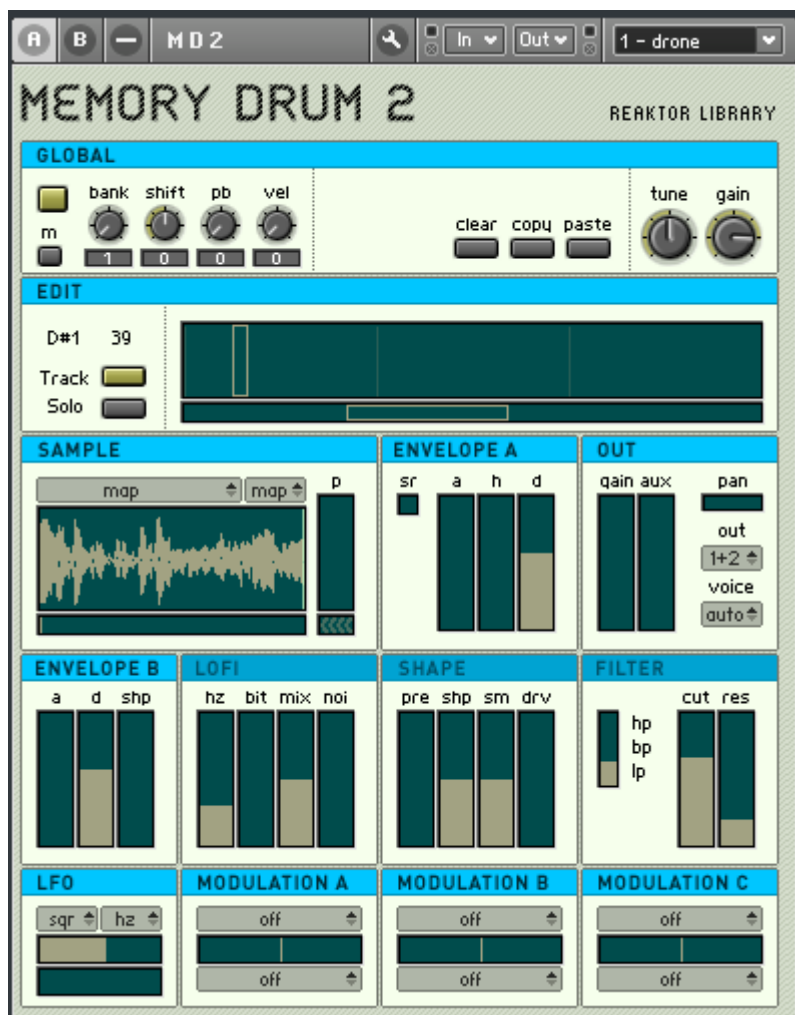 A B MD2 In Out 1 - drone
MEMORY DRUM 2
REAKTOR LIBRARY
GLOBAL
bank shift pb vel
tune gain
m
clear copy paste
1 0 0 0
EDIT
D#1 39
Track
Solo
SAMPLE
map map
p
ENVELOPE A
sr a h d
OUT
gain aux pan
out
1+2
voice
auto
ENVELOPE B
a d shp
LOFI
hz bit mix noi
SHAPE
pre shp sm drv
FILTER
cut res
hp
bp
lp
LFO
sqr hz
MODULATION A
off
off
MODULATION B
off
off
MODULATION C
off
off